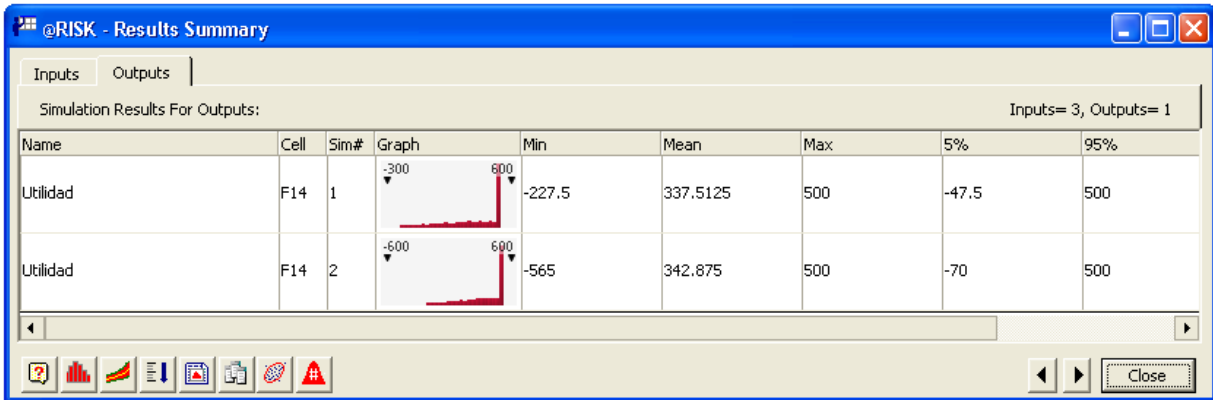 @RISK - Results Summary
Inputs Outputs
Simulation Results For Outputs: Inputs= 3, Outputs= 1
Name Cell Sim# Graph Min Mean Max 5% 95%
-300 600
Utilidad F14 1 -227.5 337.5125 500 -47.5 500
-600 600
Utilidad F14 2 -565 342.875 500 -70 500
Close